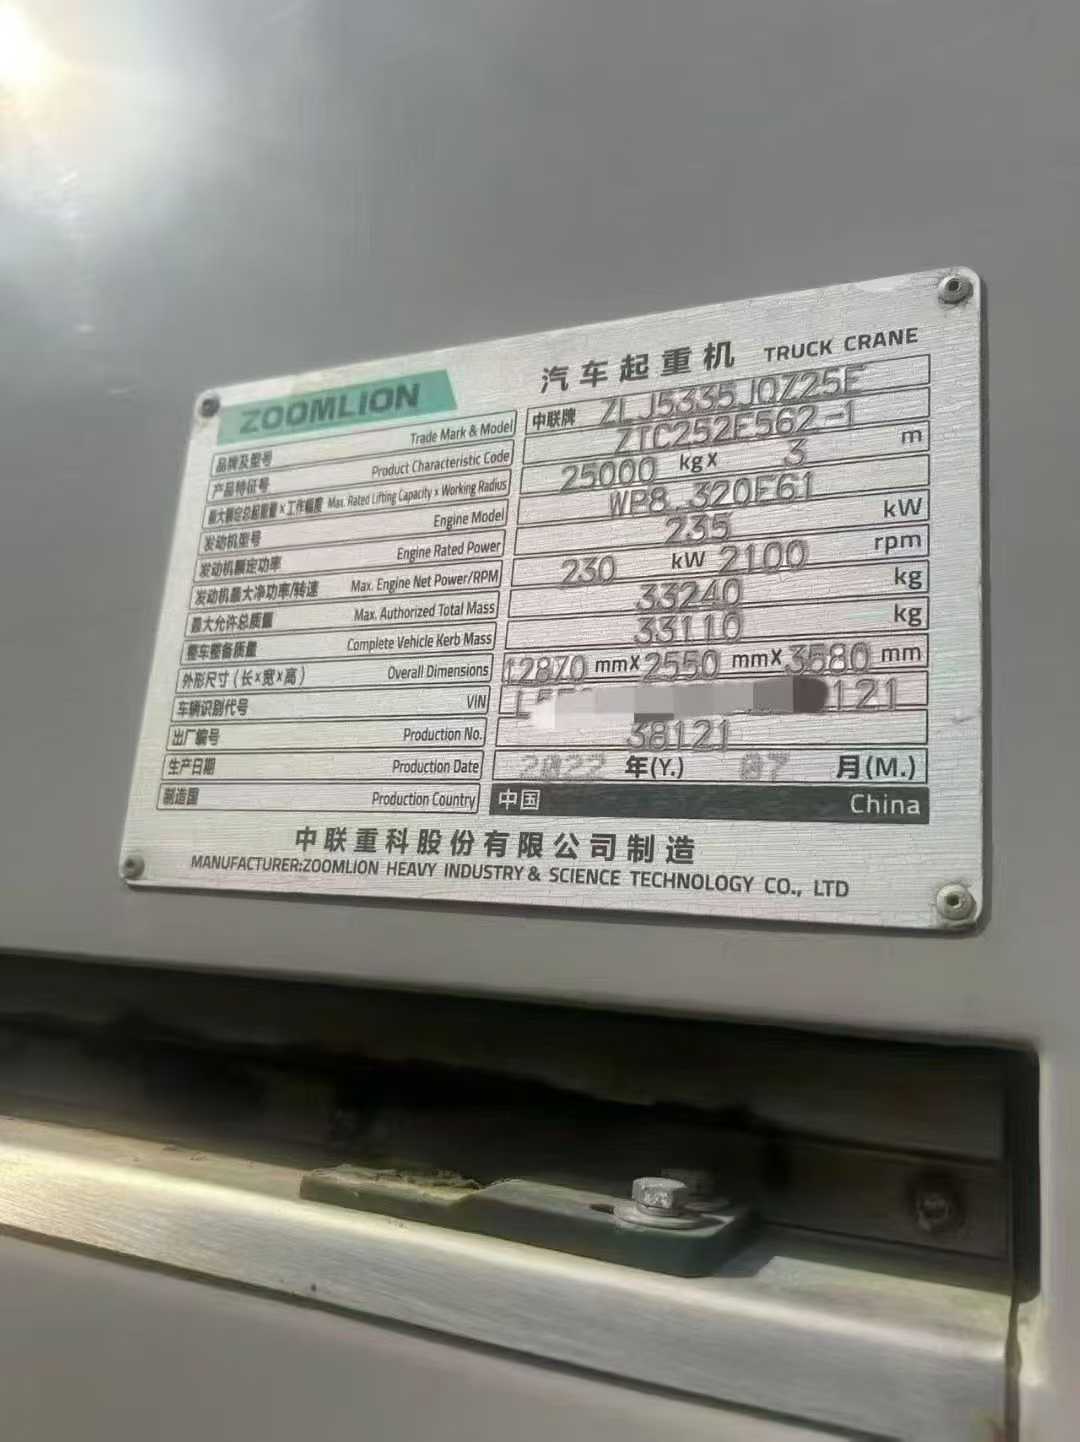 ZOOMLION 汽车起重机 TRUCK CRANE
品牌及型号 Trade Mark & Model 中联牌 ZLJ5335JQZ25F
产品特征号 Product Characteristic Code ZTC252E562-1
最大额定总起重量×工作幅度 Max. Rated Lifting Capacity x Working Radius 25000 kg× 3 m
发动机型号 Engine Model WP8.320E61
发动机额定功率 Engine Rated Power 235 kW
发动机最大净功率/转速 Max. Engine Net Power/RPM 230 kW 2100 rpm
最大允许总质量 Max. Authorized Total Mass 33240 kg
整车整备质量 Complete Vehicle Kerb Mass 33110 kg
外形尺寸(长×宽×高) Overall Dimensions 12870 mm× 2550 mm× 3580 mm
车辆识别代号 VIN 121
出厂编号 Production No. 38121
生产日期 Production Date 2022 年(Y.) 07 月(M.)
制造国 Production Country 中国 China
中联重科股份有限公司制造
MANUFACTURER:ZOOMLION HEAVY INDUSTRY & SCIENCE TECHNOLOGY CO., LTD